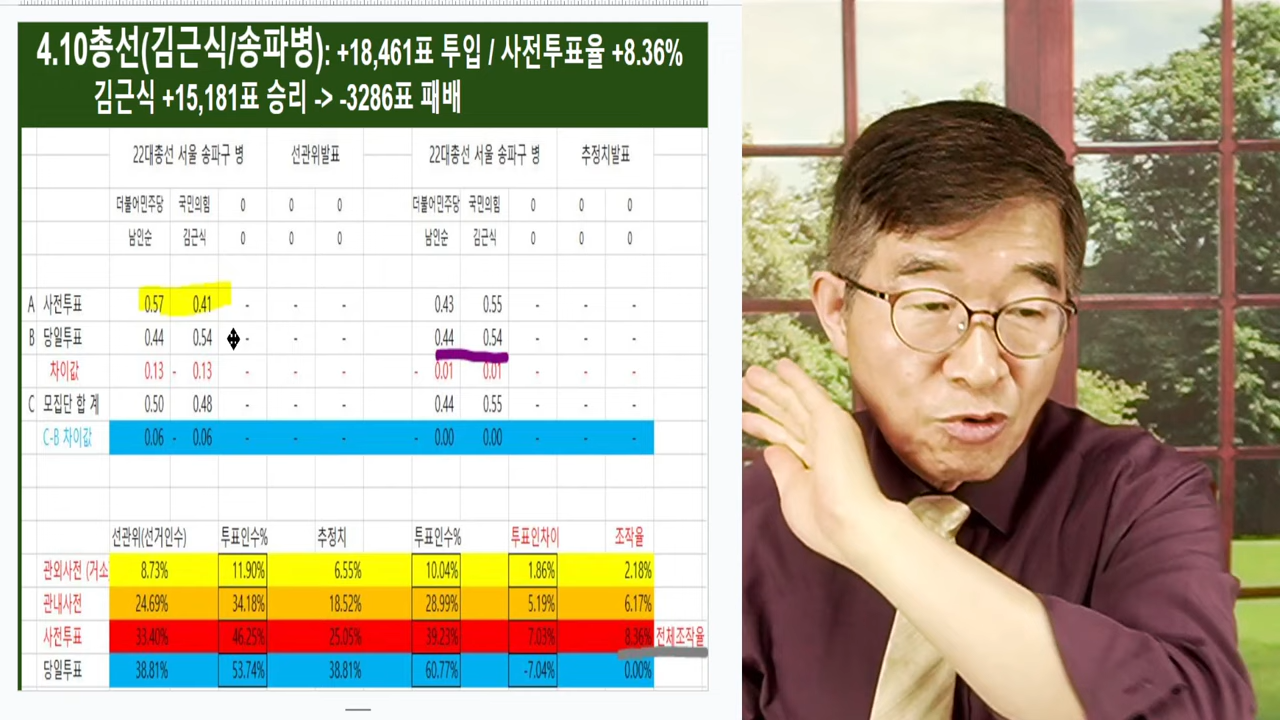 4.10총선(김근식/송파병): +18,461표 투입 / 사전투표율 +8.36%
김근식 +15,181표 승리 -> -3286표 패배
22대총선 서울 송파구 병 선관위발표 22대총선 서울 송파구 병 추정치발표
더불어민주당 국민의힘 0 0 0 더불어민주당 국민의힘 0 0 0
남인순 김근식 0 0 0 남인순 김근식 0 0 0
A 사전투표 0.57 0.41 - - - 0.43 0.55 - - -
B 당일투표 0.44 0.54 - - - 0.44 0.54 - - -
차이값 0.13 - 0.13 - - - - 0.01 0.01 - - -
C 모집단 합 계 0.50 0.48 - - - 0.44 0.55 - - -
C-B 차이값 0.06 - 0.06 - - - - 0.00 0.00 - - -
선관위(선거인수) 투표인수% 추정치 투표인수% 투표인차이 조작율
관외사전 (거소 8.73% 11.90% 6.55% 10.04% 1.86% 2.18%
관내사전 24.69% 34.18% 18.52% 28.99% 5.19% 6.17%
사전투표 33.40% 46.25% 25.05% 39.23% 7.03% 8.36% 전체조작율
당일투표 38.81% 53.74% 38.81% 60.77% -7.04% 0.00%